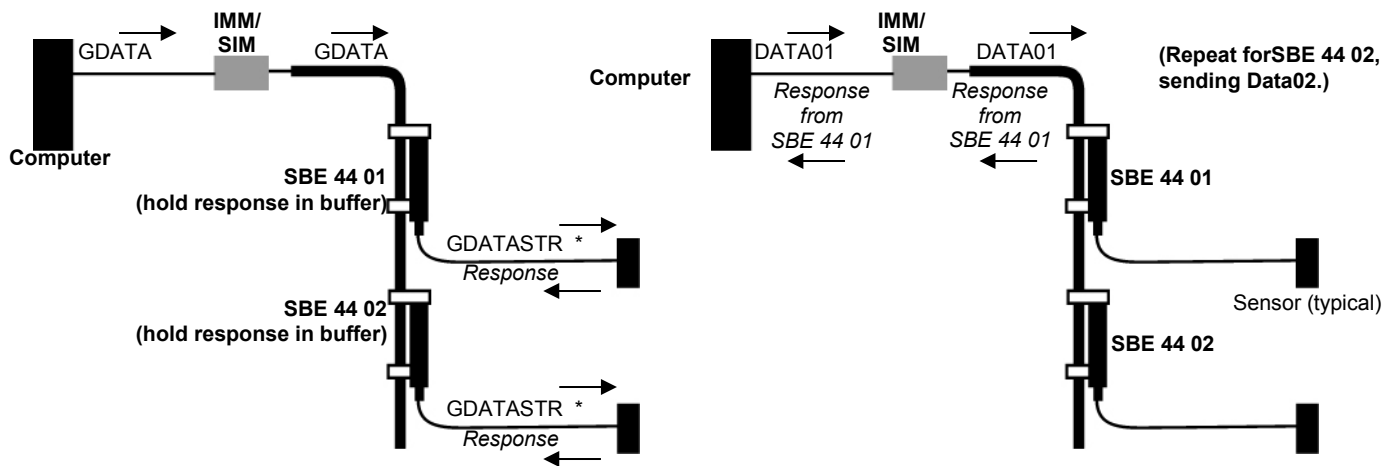 IMM/
SIM
GDATA
GDATA
Computer
SBE 44 01
(hold response in buffer)
GDATASTR *
Response
SBE 44 02
(hold response in buffer)
GDATASTR *
Response
IMM/
SIM
DATA01
DATA01
Computer
Response
from
SBE 44 01
Response
from
SBE 44 01
(Repeat forSBE 44 02,
sending Data02.)
SBE 44 01
Sensor (typical)
SBE 44 02